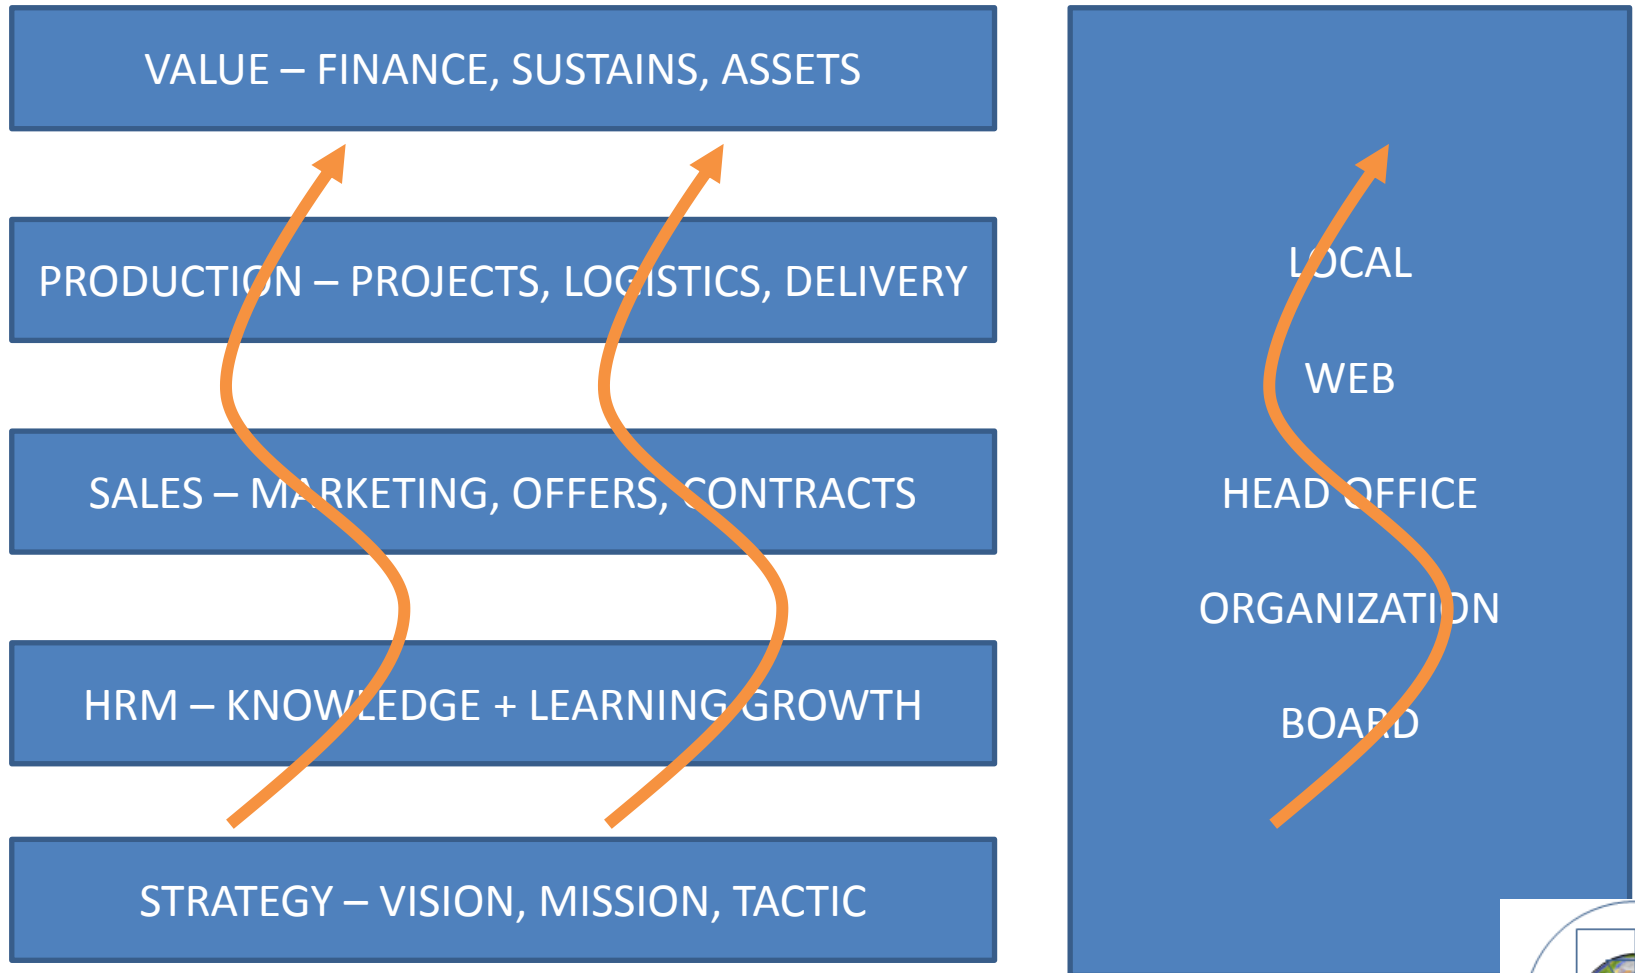 VALUE – FINANCE, SUSTAINS, ASSETS
PRODUCTION – PROJECTS, LOGISTICS, DELIVERY
SALES – MARKETING, OFFERS, CONTRACTS
HRM – KNOWLEDGE + LEARNING GROWTH
STRATEGY – VISION, MISSION, TACTIC
LOCAL
WEB
HEAD OFFICE
ORGANIZATION
BOARD